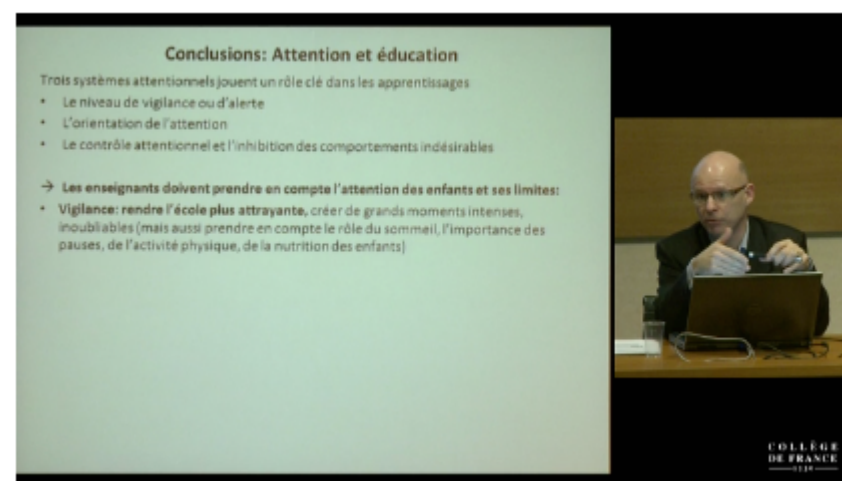 Conclusions: Attention et éducation
Trois systèmes attentionnels jouent un rôle clé dans les apprentissages
• Le niveau de vigilance ou d'alerte
• L'orientation de l'attention
• Le contrôle attentionnel et l'inhibition des comportements indésirables
→ Les enseignants doivent prendre en compte l'attention des enfants et ses limites:
• Vigilance: rendre l'école plus attrayante, créer de grands moments intenses,
inoubliables (mais aussi prendre en compte le rôle du sommeil, l'importance des
pauses, de l'activité physique, de la nutrition des enfants)
COLLÈGE
DE FRANCE
1530